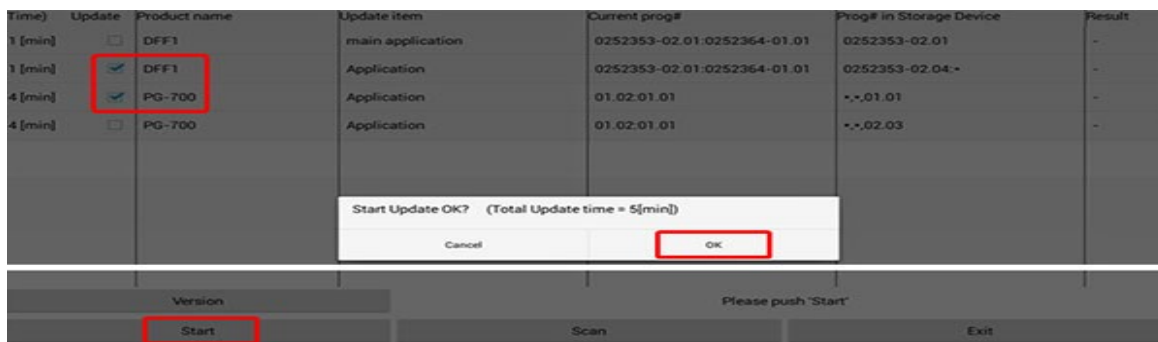 Time) Update Product name Update item Current prog# Prog# in Storage Device Result
1 [min] DFF1 main application 0252353-02.01:0252364-01.01 0252353-02.01 -
1 [min] DFF1 Application 0252353-02.01:0252364-01.01 0252353-02.04:- -
4 [min] PG-700 Application 01.02:01.01 -,-,01.01 -
4 [min] PG-700 Application 01.02:01.01 -,-,02.03 -
Start Update OK? (Total Update time = 5[min])
Cancel OK
Version Please push 'Start'
Start Scan Exit